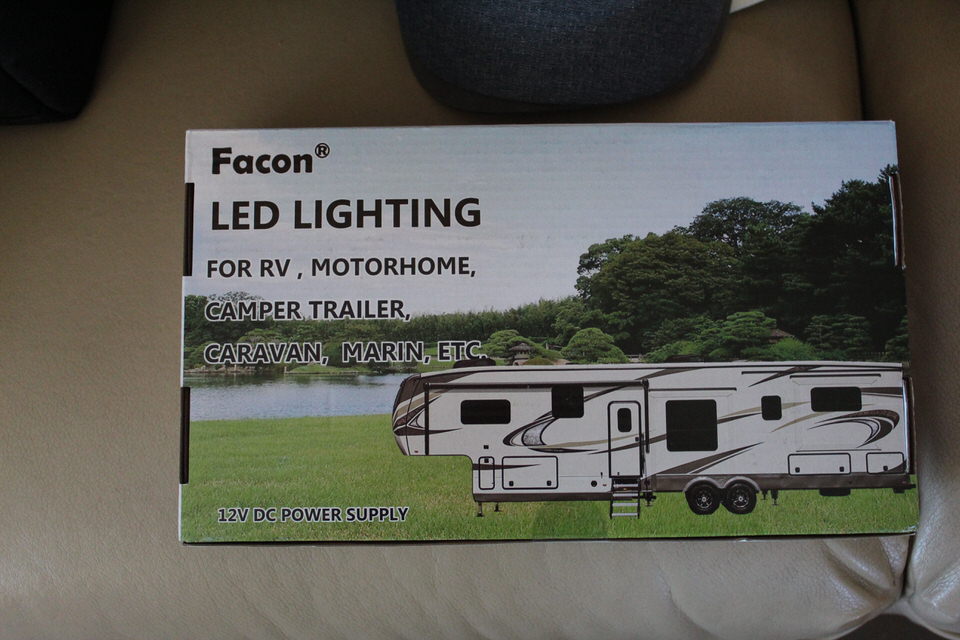 Facon®
LED LIGHTING
FOR RV , MOTORHOME,
CAMPER TRAILER,
CARAVAN, MARIN, ETC.
12V DC POWER SUPPLY